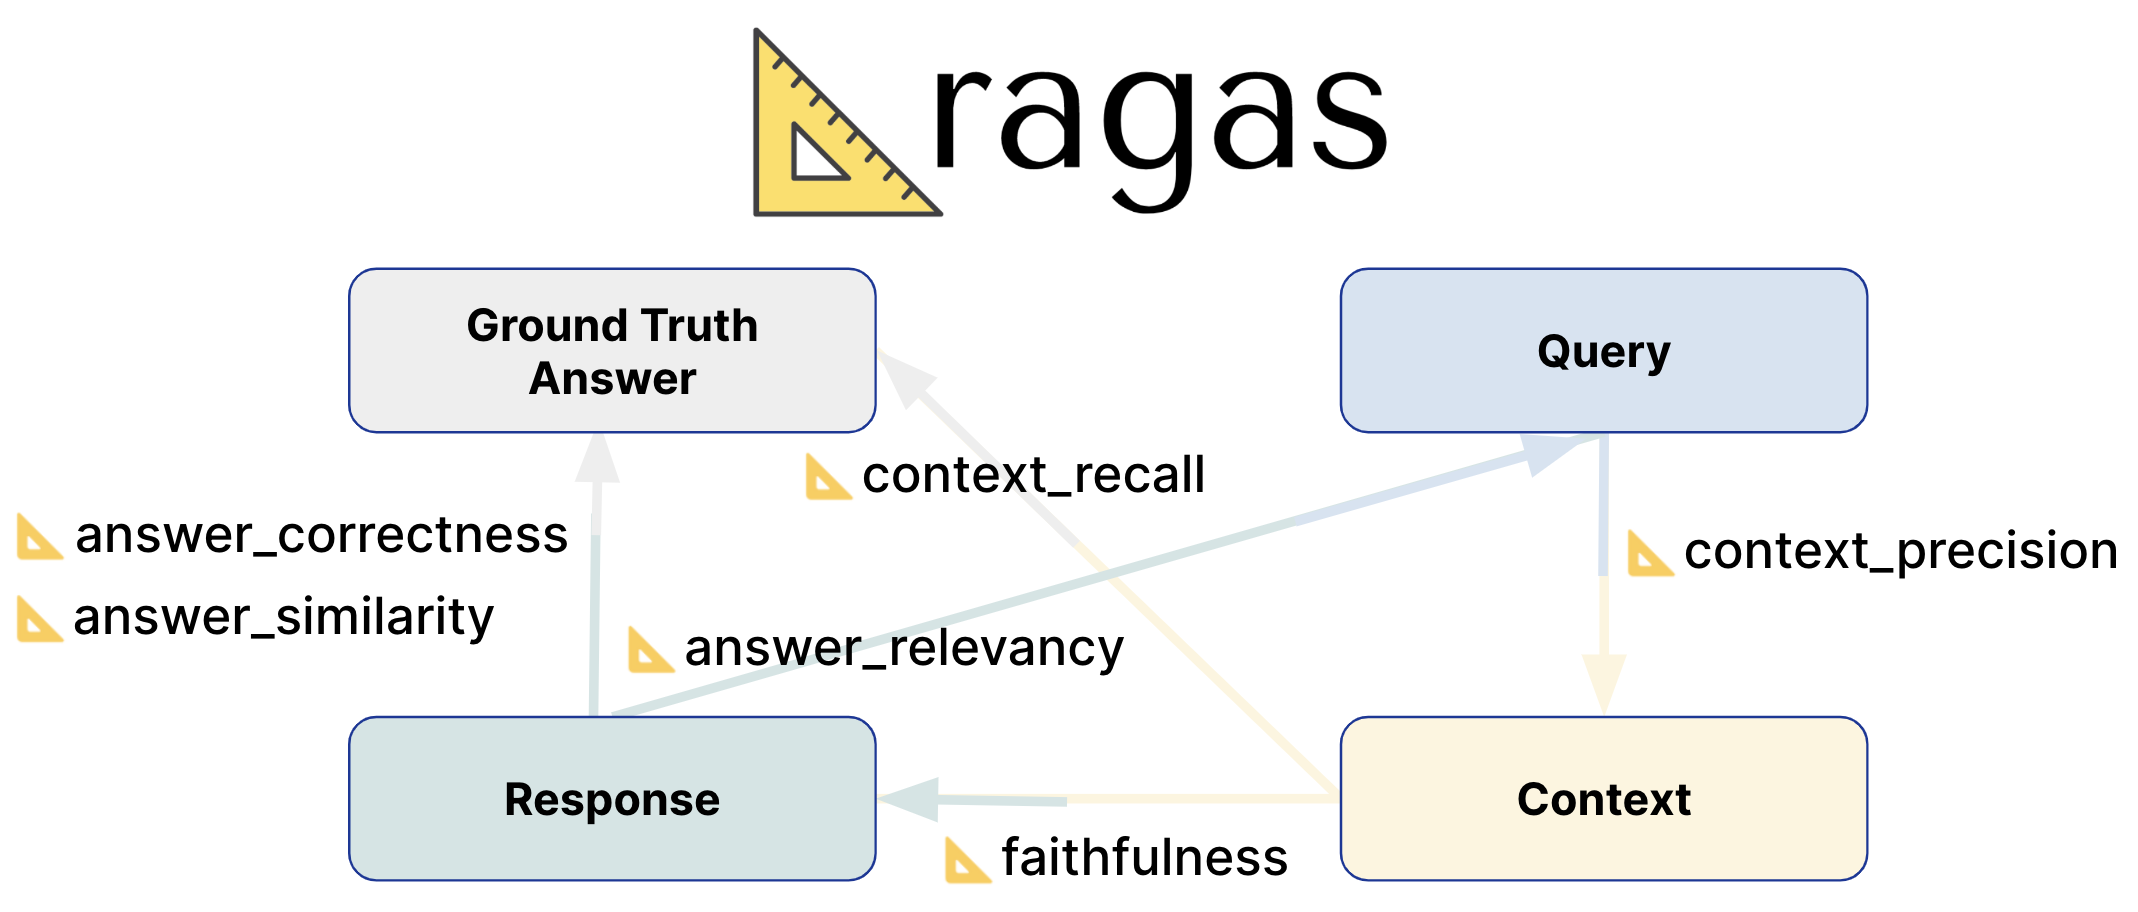 ragas
Ground Truth
Answer
Query
context_recall
answer_correctness
context_precision
answer_similarity
answer_relevancy
Response
Context
faithfulness